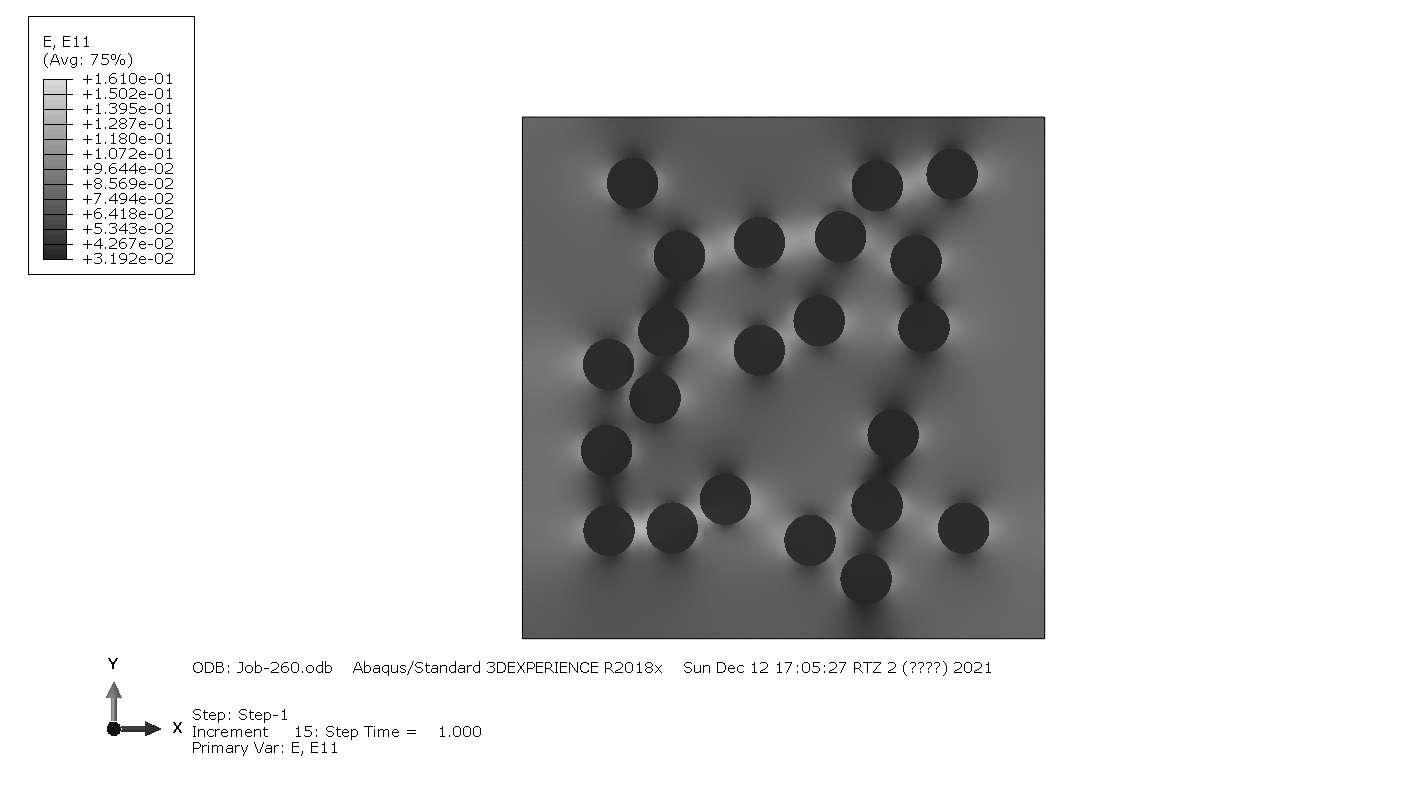 E, E11
(Avg: 75%)
+1.610e-01
+1.502e-01
+1.395e-01
+1.287e-01
+1.180e-01
+1.072e-01
+9.644e-02
+8.569e-02
+7.494e-02
+6.418e-02
+5.343e-02
+4.267e-02
+3.192e-02
Y
X
ODB: Job-260.odb    Abaqus/Standard 3DEXPERIENCE R2018x    Sun Dec 12 17:05:27 RTZ 2 (????) 2021
Step: Step-1
Increment     15: Step Time =    1.000
Primary Var: E, E11